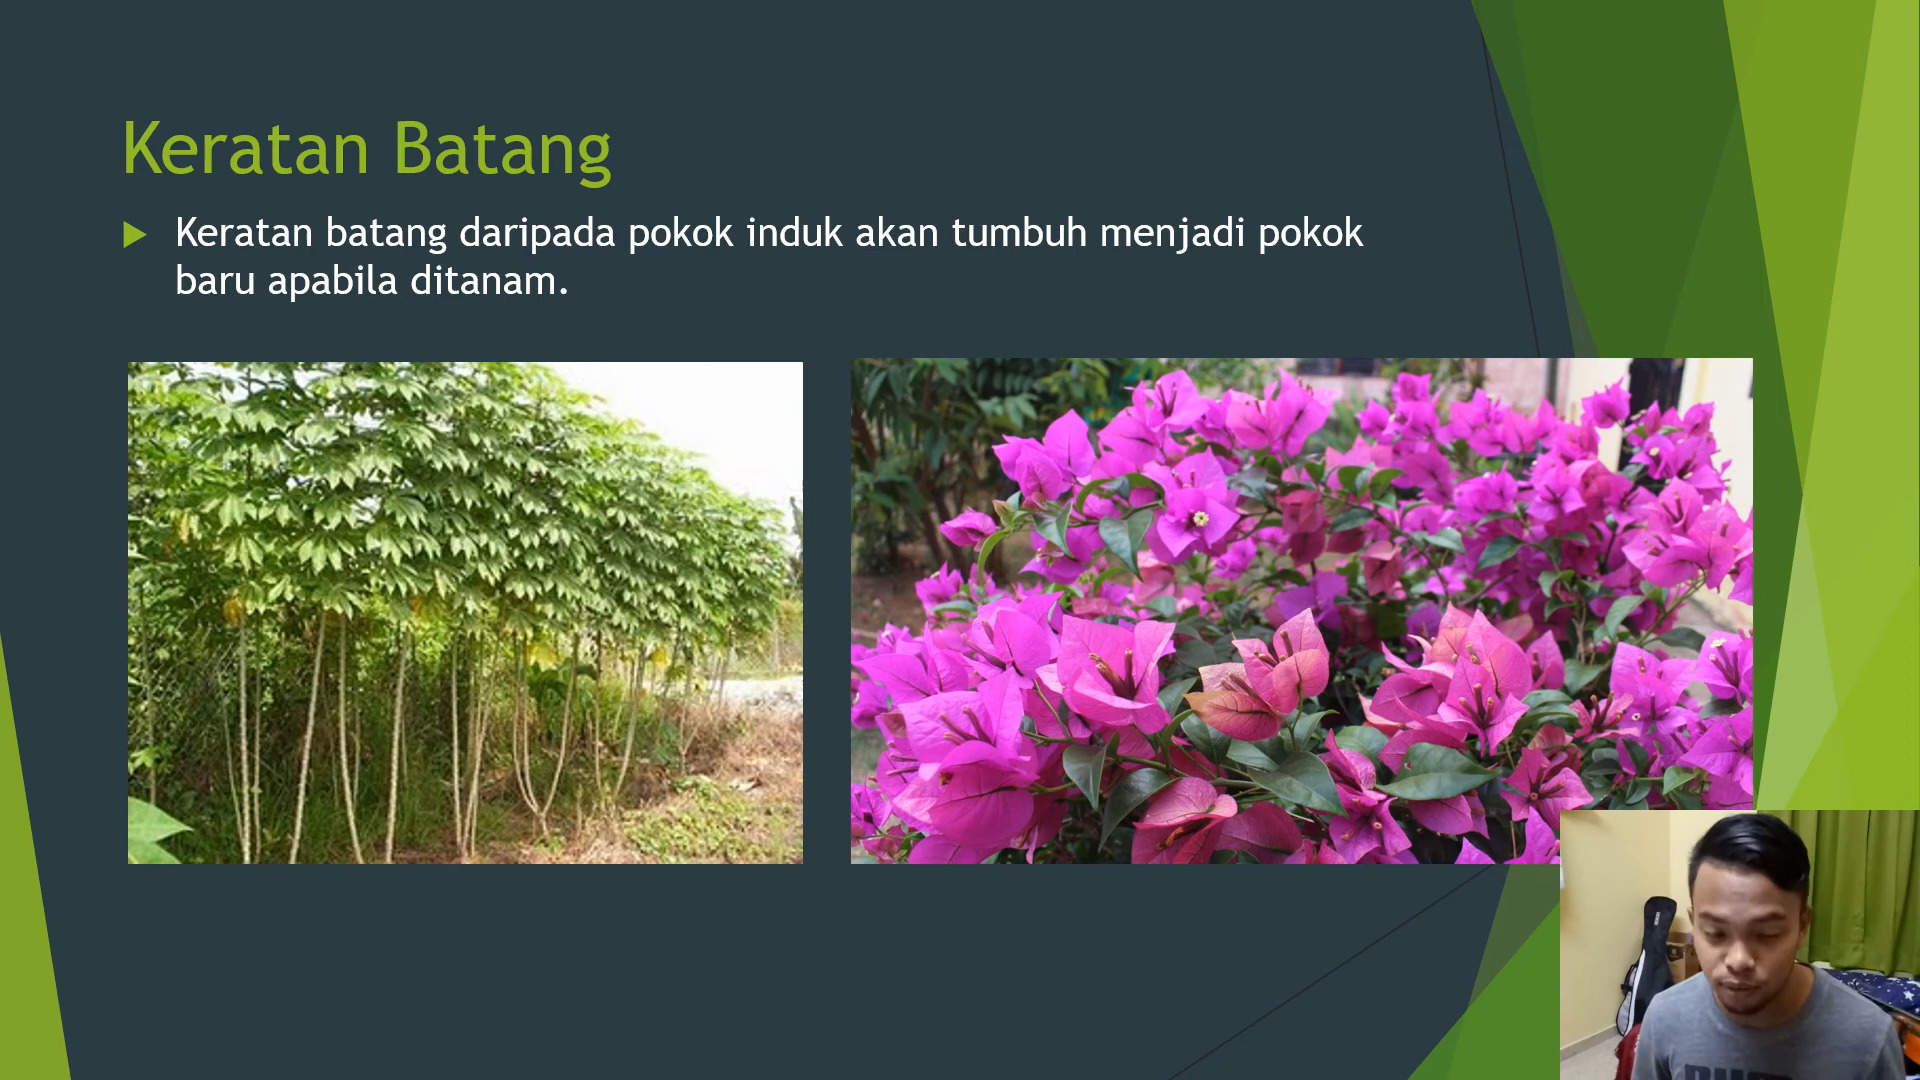 Keratan Batang
Keratan batang daripada pokok induk akan tumbuh menjadi pokok
baru apabila ditanam.